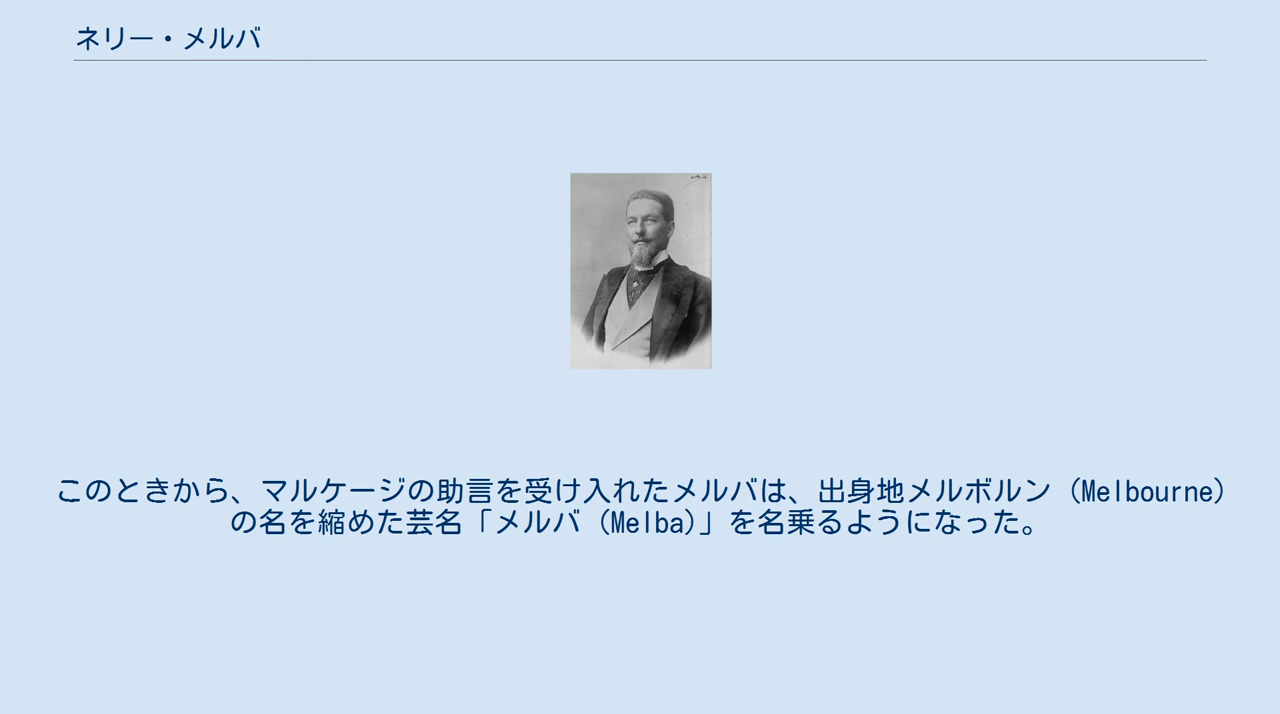 ネリー・メルバ
このときから、マルケージの助言を受け入れたメルバは、出身地メルボルン (Melbourne)
の名を縮めた芸名「メルバ (Melba)」を名乗るようになった。